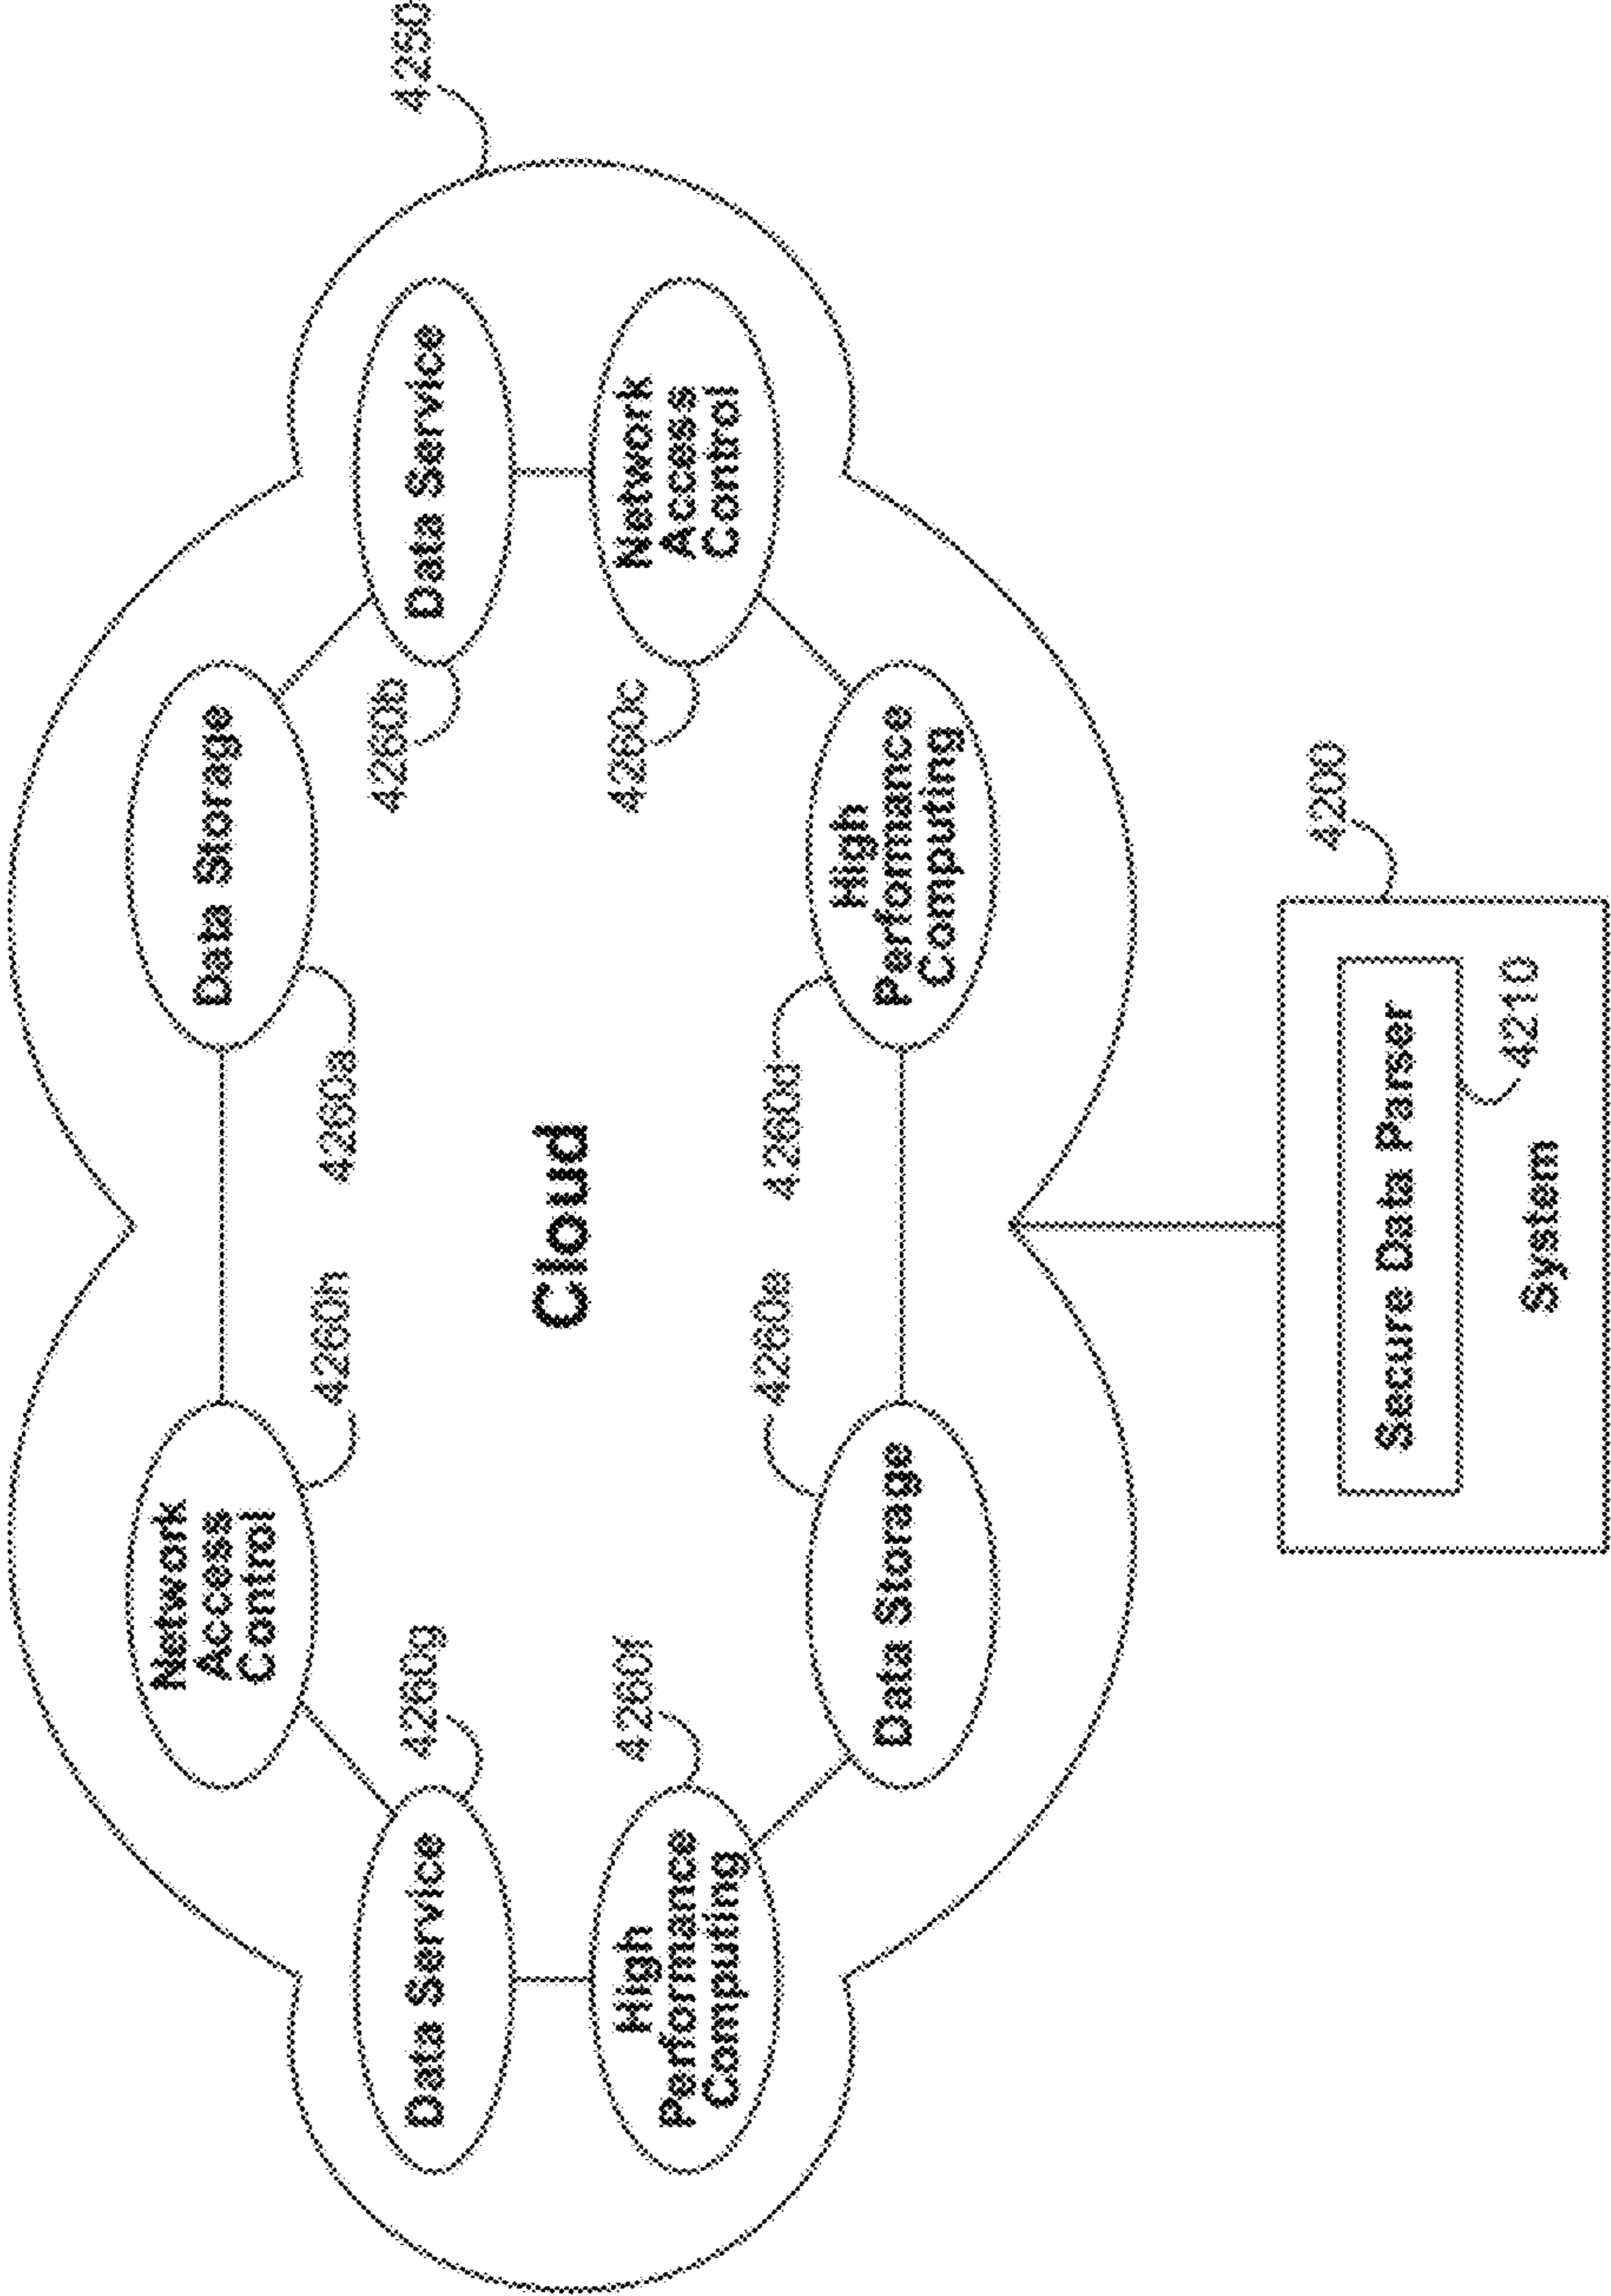 Network
Access
Control
Data Storage
4260h
4260a
Data Service
4260g
4260b
Data Service
4250
Cloud
High
Performance
Computing
4260f
4260c
Network
Access
Control
4260e
4260d
Data Storage
High
Performance
Computing
4200
Secure Data Parser
4210
System